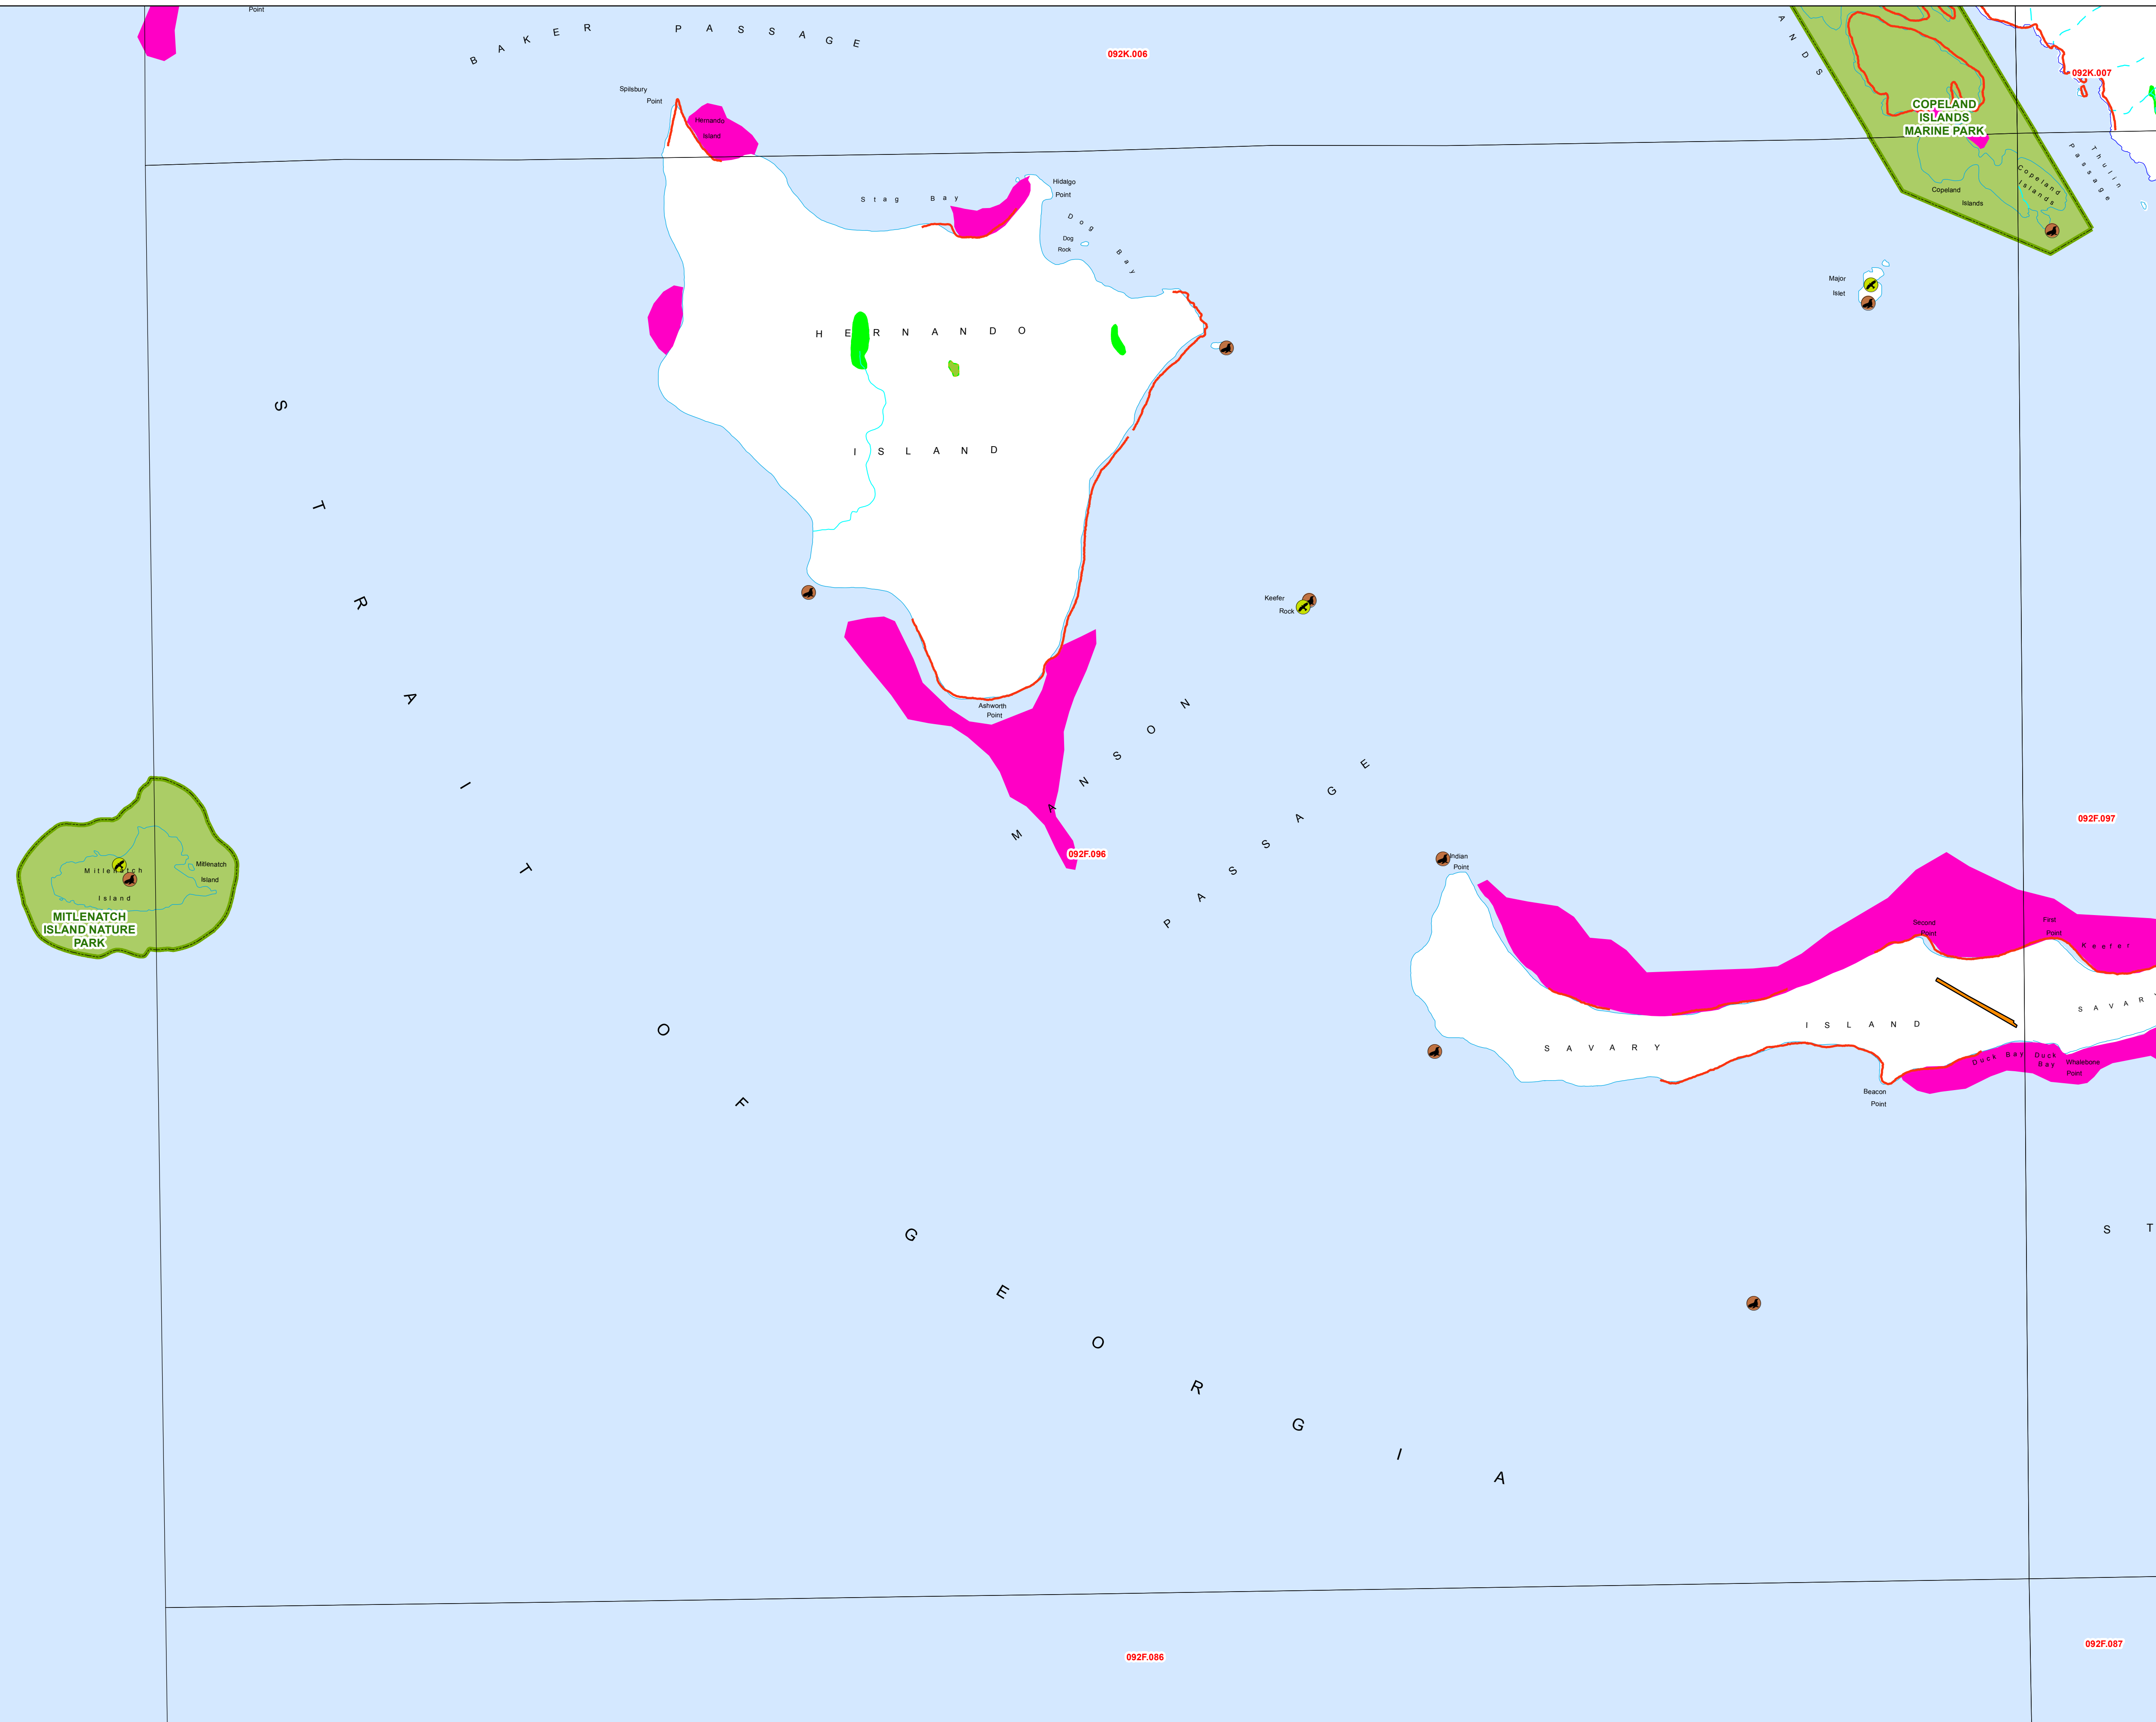 Point
BAKER PASSAGE
092K.006
ANDS
092K.007
Spilsbury
Point
Hernando
Island
COPELAND
ISLANDS
MARINE PARK
Thulin
Passage
Copeland
Islands
Copeland
Islands
Stag Bay
Hidalgo
Point
Dog Bay
Dog
Rock
Major
Islet
HERNANDO
ISLAND
Keefer
Rock
Ashworth
Point
MANSON
PASSAGE
092F.096
092F.097
STRAIT
OF
GEORGIA
Mitlenatch
Island
Mitlenatch
Island
MITLENATCH
ISLAND NATURE
PARK
Indian
Point
Second
Point
First
Point
Keefer
SAVARY
ISLAND
SAVARY
Duck Bay
Duck
Bay
Whalebone
Point
Beacon
Point
S T
092F.086
092F.087